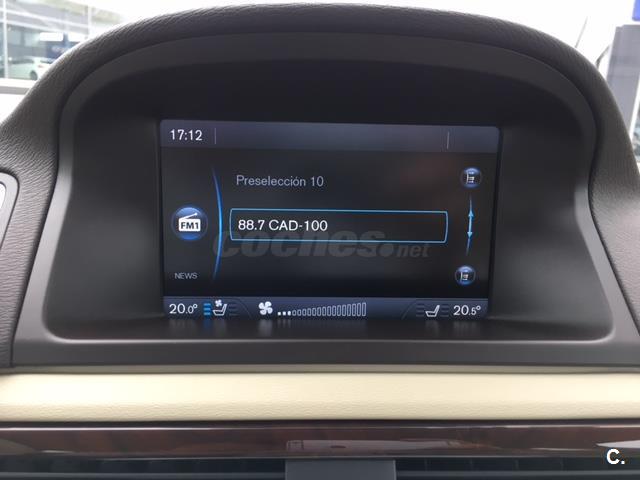 17:12
Preselección 10
FM1
88.7 CAD-100
coches.net
NEWS
20.0°
20.5°
C.